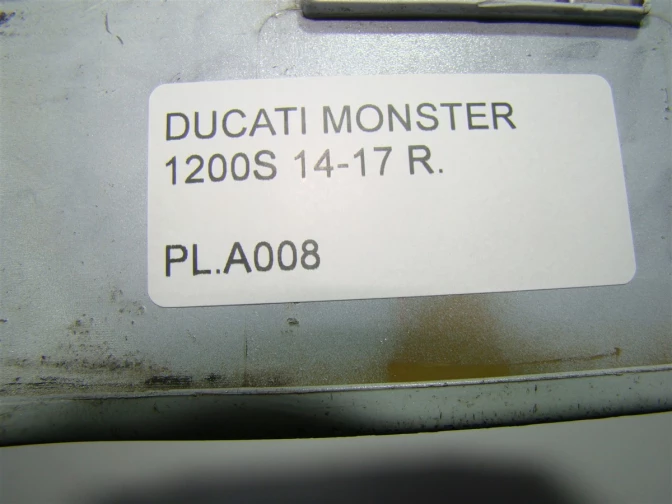 DUCATI MONSTER
1200S 14-17 R.
PL.A008